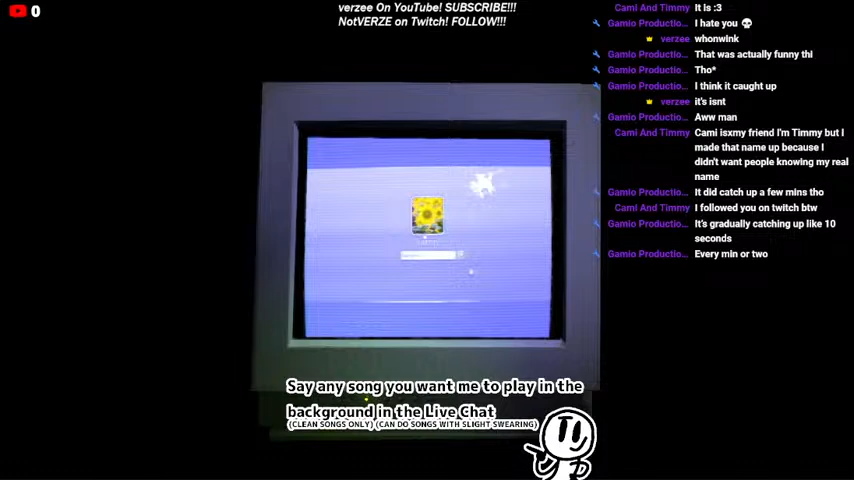 0
verzee On YouTube! SUBSCRIBE!!!
NotVERZE on Twitch! FOLLOW!!!
Cami And Timmy It is :3
Gamio Productio... I hate you 💀
verzee whonwink
Gamio Productio... That was actually funny thi
Gamio Productio... Tho*
Gamio Productio... I think it caught up
verzee it's isnt
Gamio Productio... Aww man
Cami And Timmy Cami isxmy friend I'm Timmy but I
made that name up because I
didn't want people knowing my real
name
Gamio Productio... It did catch up a few mins tho
Cami And Timmy I followed you on twitch btw
Gamio Productio... It's gradually catching up like 10
seconds
Gamio Productio... Every min or two
Say any song you want me to play in the
background in the Live Chat
(CLEAN SONGS ONLY) (CAN DO SONGS WITH SLIGHT SWEARING)